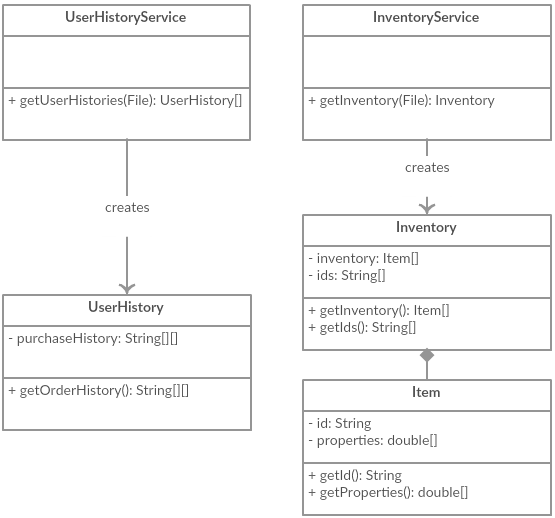 UserHistoryService
+ getUserHistories(File): UserHistory[]
creates
UserHistory
- purchaseHistory: String[][]
+ getOrderHistory(): String[][]
InventoryService
+ getInventory(File): Inventory
creates
Inventory
- inventory: Item[]
- ids: String[]
+ getInventory(): Item[]
+ getIds(): String[]
Item
- id: String
- properties: double[]
+ getId(): String
+ getProperties(): double[]